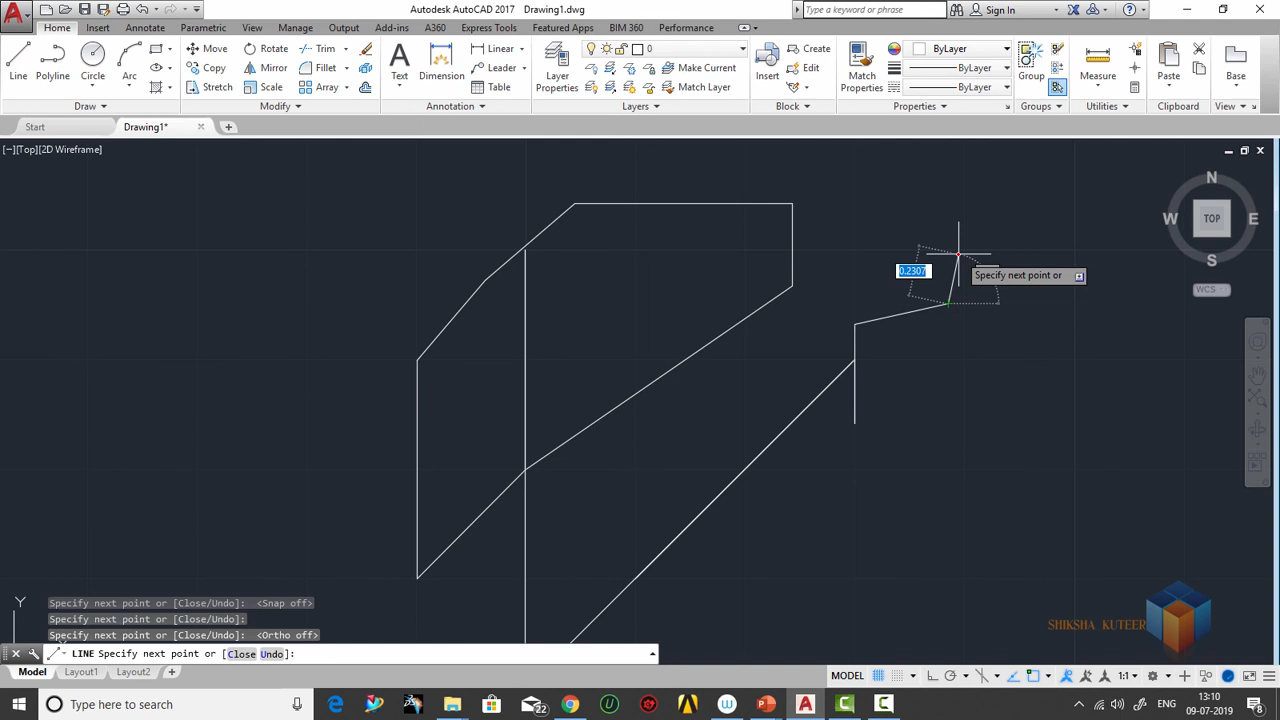 Autodesk AutoCAD 2017 Drawing1.dwg
Type a keyword or phrase
Sign In
Home Insert Annotate Parametric View Manage Output Add-ins A360 Express Tools Featured Apps BIM 360 Performance
Line Polyline Circle Arc
Move Rotate Trim
Copy Mirror Fillet
Stretch Scale Array
Text Dimension
Linear
Leader
Table
Layer
Properties
0
Make Current
Match Layer
Insert
Create
Edit
Match
Properties
ByLayer
ByLayer
ByLayer
Group
Measure
Paste
Base
Draw Modify Annotation Layers Block Properties Groups Utilities Clipboard View
Start Drawing1*
[−][Top][2D Wireframe]
N
W TOP E
S
WCS
0.2307
Specify next point or
Y
Specify next point or [Close/Undo]: <Snap off>
Specify next point or [Close/Undo]:
Specify next point or [Close/Undo]: <Ortho off>
SHIKSHA KUTEER
LINE Specify next point or [Close Undo]:
Model Layout1 Layout2
MODEL 1:1
Type here to search
22
ENG
13:10
09-07-2019
8